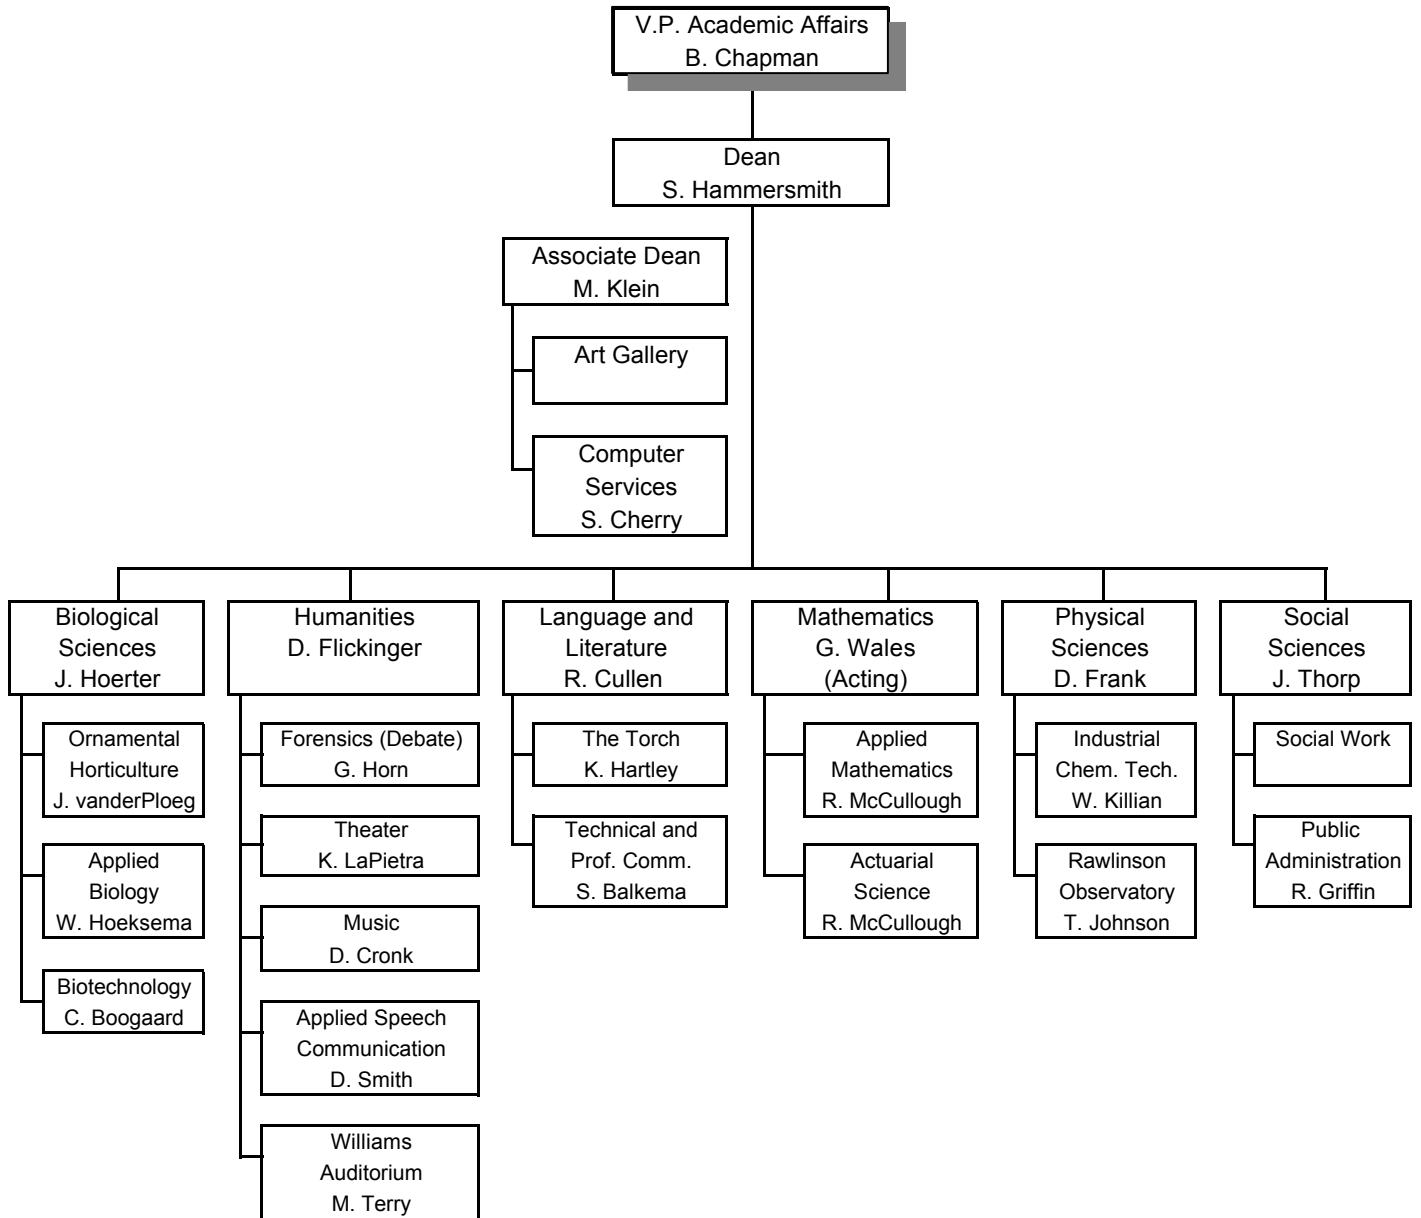 V.P. Academic Affairs
B. Chapman
Dean
S. Hammersmith
Associate Dean
M. Klein
Art Gallery
Computer
Services
S. Cherry
Biological
Sciences
J. Hoerter
Ornamental
Horticulture
J. vanderPloeg
Applied
Biology
W. Hoeksema
Biotechnology
C. Boogaard
Humanities
D. Flickinger
Forensics (Debate)
G. Horn
Theater
K. LaPietra
Music
D. Cronk
Applied Speech
Communication
D. Smith
Williams
Auditorium
M. Terry
Language and
Literature
R. Cullen
The Torch
K. Hartley
Technical and
Prof. Comm.
S. Balkema
Mathematics
G. Wales
(Acting)
Applied
Mathematics
R. McCullough
Actuarial
Science
R. McCullough
Physical
Sciences
D. Frank
Industrial
Chem. Tech.
W. Killian
Rawlinson
Observatory
T. Johnson
Social
Sciences
J. Thorp
Social Work
Public
Administration
R. Griffin